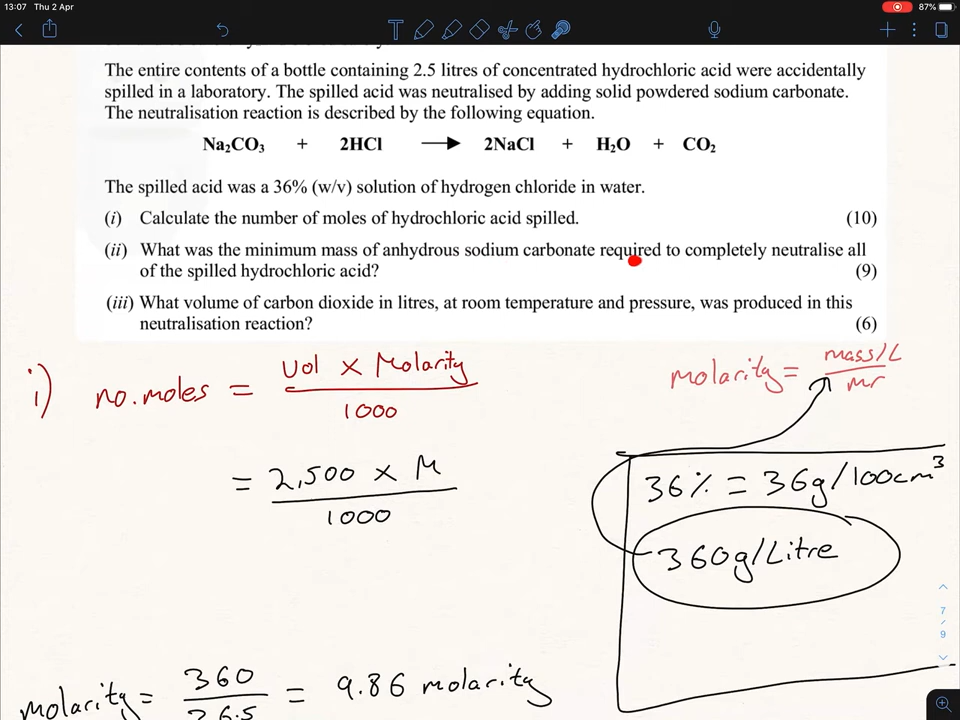 13:07 Thu 2 Apr
87%
The entire contents of a bottle containing 2.5 litres of concentrated hydrochloric acid were accidentally
spilled in a laboratory. The spilled acid was neutralised by adding solid powdered sodium carbonate.
The neutralisation reaction is described by the following equation.
Na₂CO₃ + 2HCl → 2NaCl + H₂O + CO₂
The spilled acid was a 36% (w/v) solution of hydrogen chloride in water.
(i) Calculate the number of moles of hydrochloric acid spilled. (10)
(ii) What was the minimum mass of anhydrous sodium carbonate required to completely neutralise all
of the spilled hydrochloric acid? (9)
(iii) What volume of carbon dioxide in litres, at room temperature and pressure, was produced in this
neutralisation reaction? (6)
i) no. moles = vol x Molarity
1000
molarity = mass/L
mr
= 2,500 x M
1000
36% = 36g/100cm³
360g/Litre
7
/
9
molarity = 360
36.5
= 9.86 molarity